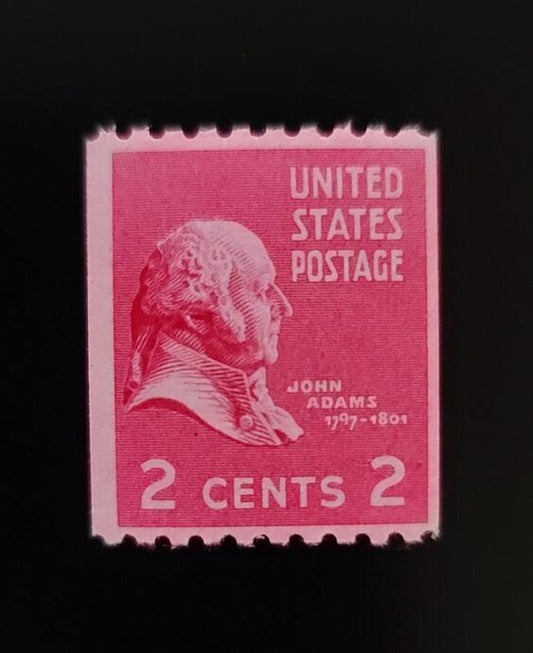 UNITED
STATES
POSTAGE
JOHN
ADAMS
1797-1801
2 CENTS 2